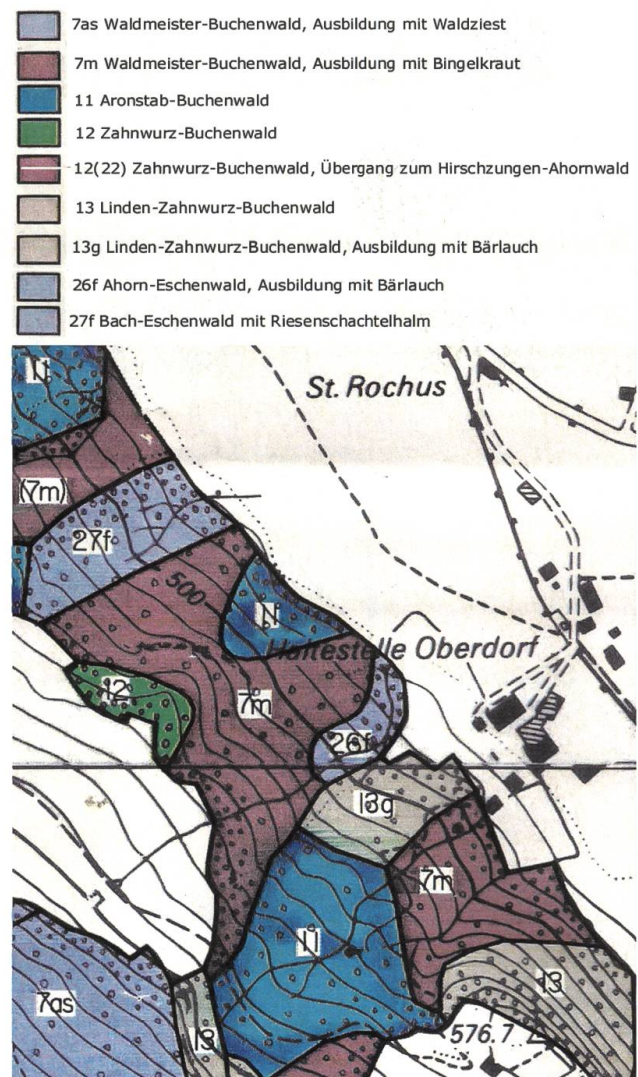 7as Waldmeister-Buchenwald, Ausbildung mit Waldziest
7m Waldmeister-Buchenwald, Ausbildung mit Bingelkraut
11 Aronstab-Buchenwald
12 Zahnwurz-Buchenwald
12(22) Zahnwurz-Buchenwald, Übergang zum Hirschzungen-Ahornwald
13 Linden-Zahnwurz-Buchenwald
13g Linden-Zahnwurz-Buchenwald, Ausbildung mit Bärlauch
26f Ahorn-Eschenwald, Ausbildung mit Bärlauch
27f Bach-Eschenwald mit Riesenschachtelhalm
11
St. Rochus
(7m)
27f
500
11
Haltestelle Oberdorf
12
7m
26f
13g
7m
11
13
7as
13
576.7